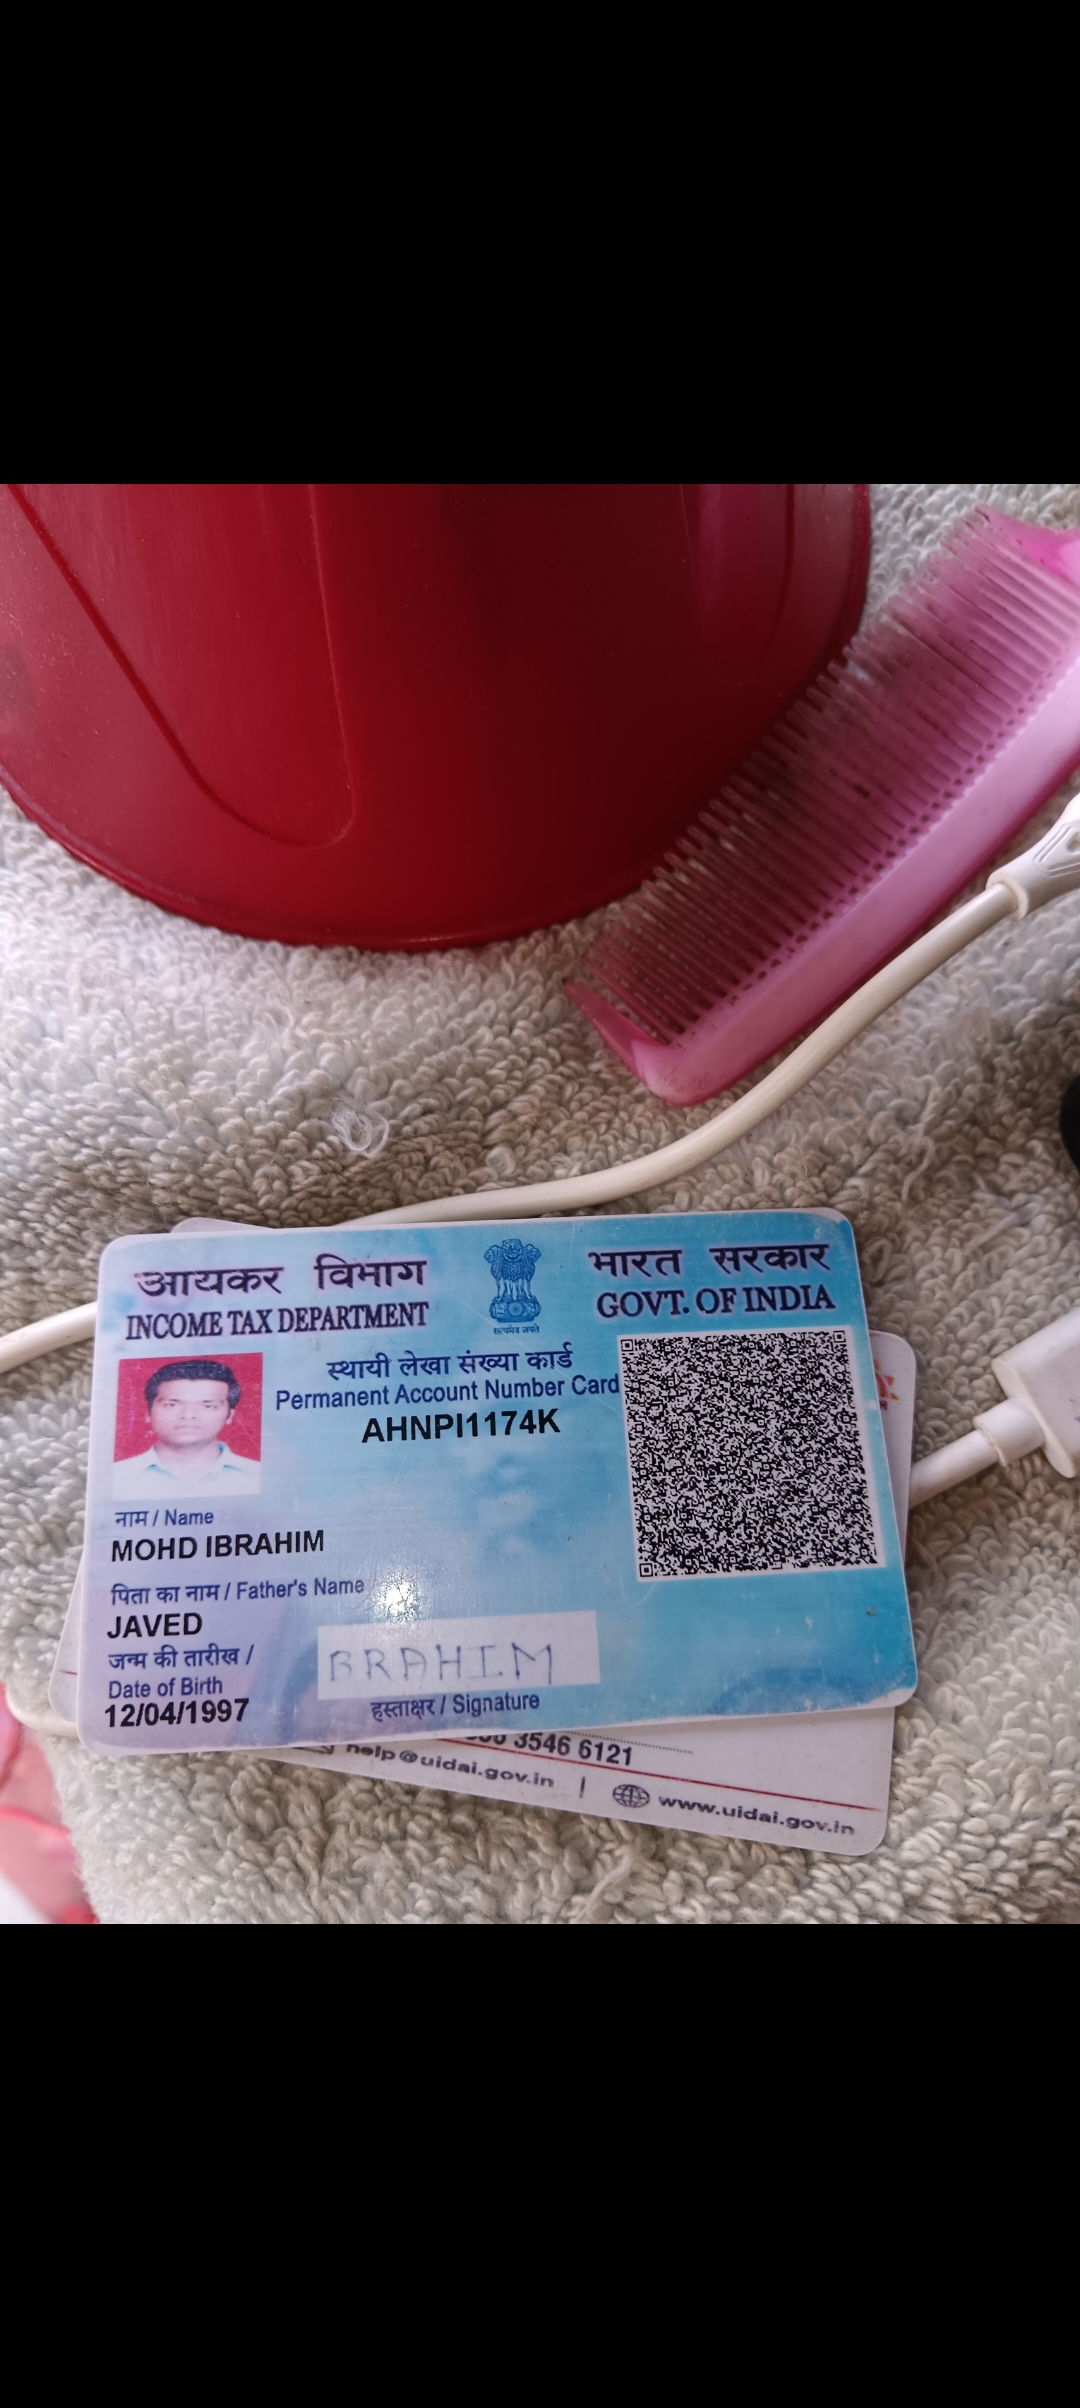 आयकर विभाग
INCOME TAX DEPARTMENT
सत्यमेव जयते
भारत सरकार
GOVT. OF INDIA
स्थायी लेखा संख्या कार्ड
Permanent Account Number Card
AHNPI1174K
नाम / Name
MOHD IBRAHIM
पिता का नाम / Father's Name
JAVED
जन्म की तारीख /
Date of Birth
12/04/1997
BRAHIM
हस्ताक्षर / Signature
3546 6121
help@uidai.gov.in | www.uidai.gov.in